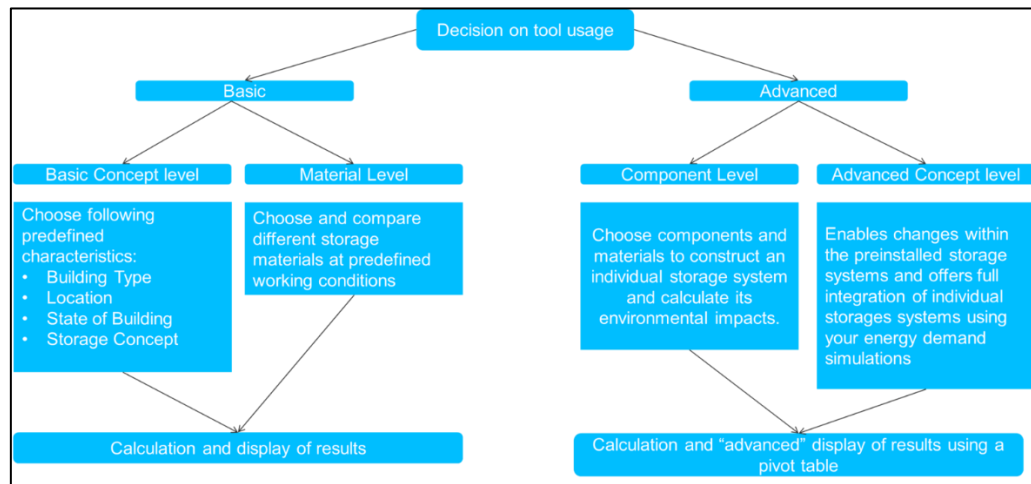 Decision on tool usage
Basic
Advanced
Basic Concept level
Material Level
Component Level
Advanced Concept level
Choose following
predefined
characteristics:
• Building Type
• Location
• State of Building
• Storage Concept
Choose and compare
different storage
materials at predefined
working conditions
Choose components and
materials to construct an
individual storage system
and calculate its
environmental impacts.
Enables changes within
the preinstalled storage
systems and offers full
integration of individual
storages systems using
your energy demand
simulations
Calculation and display of results
Calculation and “advanced” display of results using a
pivot table